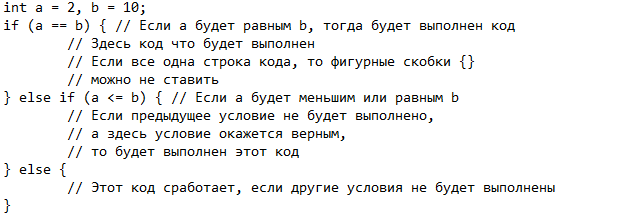 int a = 2, b = 10;
if (a == b) { // Если a будет равным b, тогда будет выполнен код
// Здесь код что будет выполнен
// Если все одна строка кода, то фигурные скобки {}
// можно не ставить
} else if (a <= b) { // Если a будет меньшим или равным b
// Если предыдущее условие не будет выполнено,
// а здесь условие окажется верным,
// то будет выполнен этот код
} else {
// Этот код сработает, если другие условия не будет выполнены
}